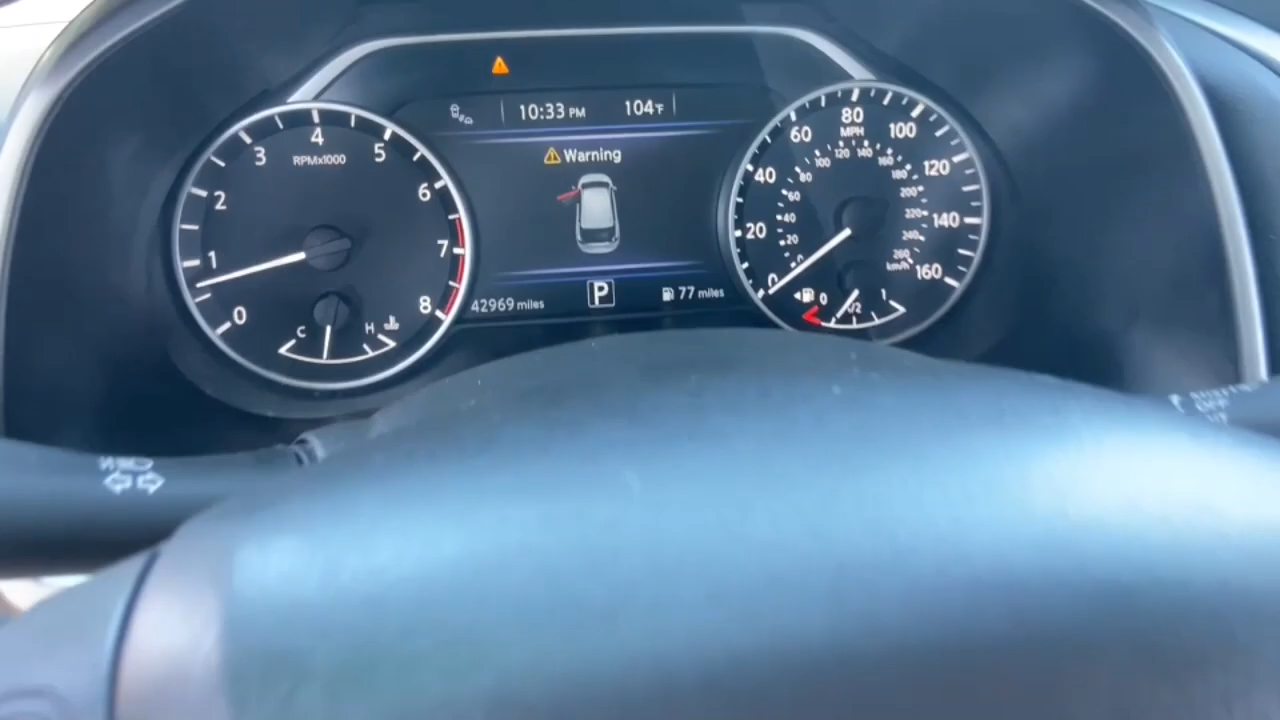 10:33 PM 104°F
Warning
P
42969 miles
77 miles
0 1 2 3 4 5 6 7 8
RPMx1000
C H
0 20 40 60 80 100 120 140 160
MPH
0 20 40 60 80 100 120 140 160 180 200 220 240 260
km/h
0 1/2 1